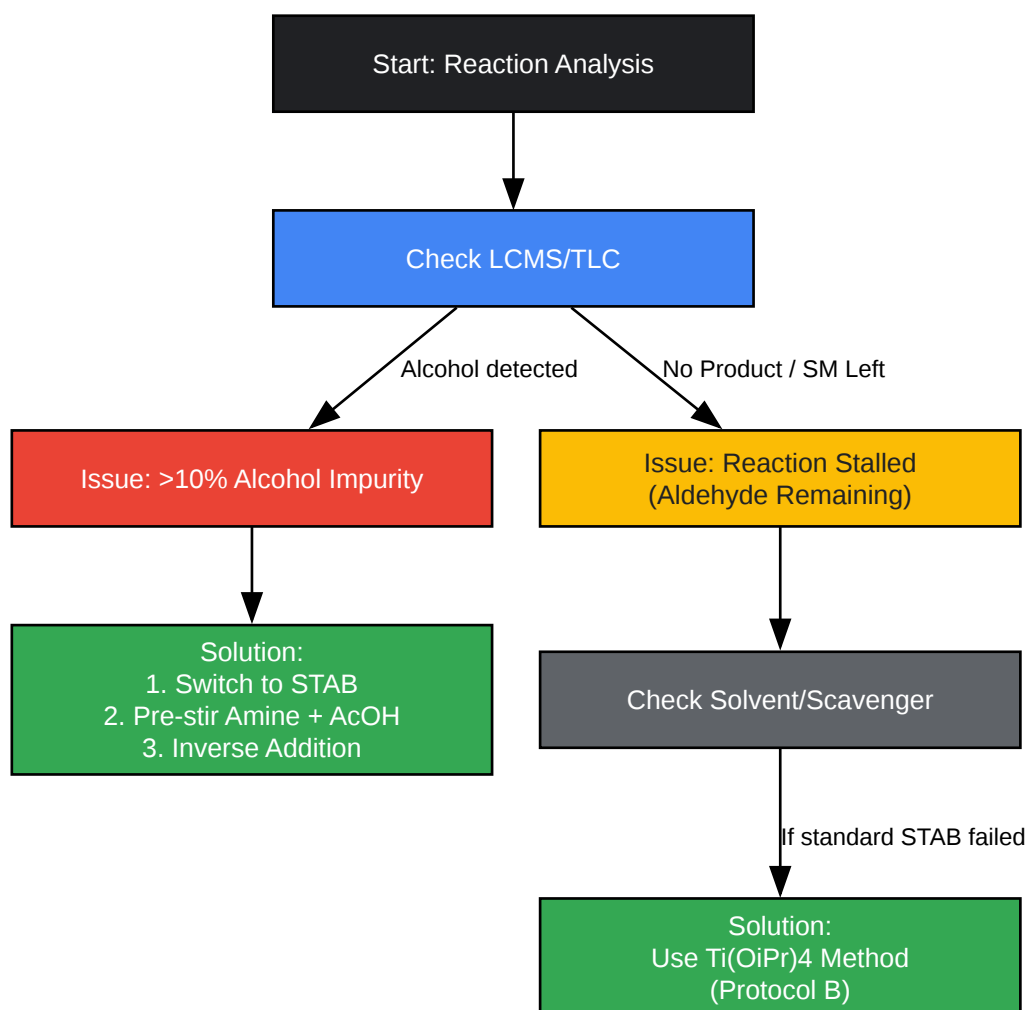 Start: Reaction Analysis
Check LCMS/TLC
Alcohol detected
No Product / SM Left
Issue: >10% Alcohol Impurity
Issue: Reaction Stalled
(Aldehyde Remaining)
Solution:
1. Switch to STAB
2. Pre-stir Amine + AcOH
3. Inverse Addition
Check Solvent/Scavenger
If standard STAB failed
Solution:
Use Ti(OiPr)4 Method
(Protocol B)